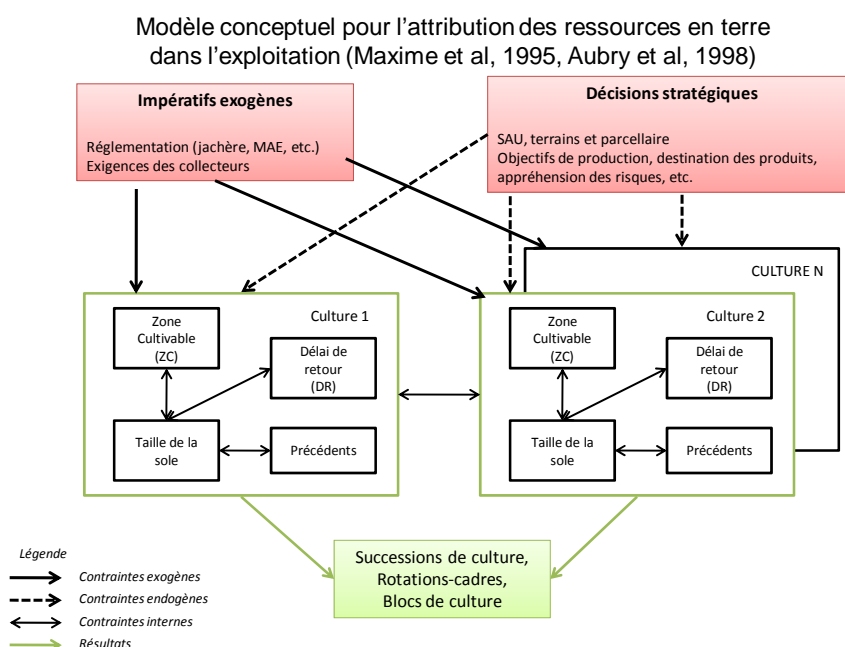 Modèle conceptuel pour l'attribution des ressources en terre
dans l'exploitation (Maxime et al, 1995, Aubry et al, 1998)
Impératifs exogènes
Réglementation (jachère, MAE, etc.)
Exigences des collecteurs
Décisions stratégiques
SAU, terrains et parcellaire
Objectifs de production, destination des produits,
appréhension des risques, etc.
CULTURE N
Culture 1
Zone
Cultivable
(ZC)
Délai de
retour
(DR)
Taille de la
sole
Précédents
Culture 2
Zone
Cultivable
(ZC)
Délai de
retour
(DR)
Taille de la
sole
Précédents
Successions de culture,
Rotations-cadres,
Blocs de culture
Légende
Contraintes exogènes
Contraintes endogènes
Contraintes internes
Résultats